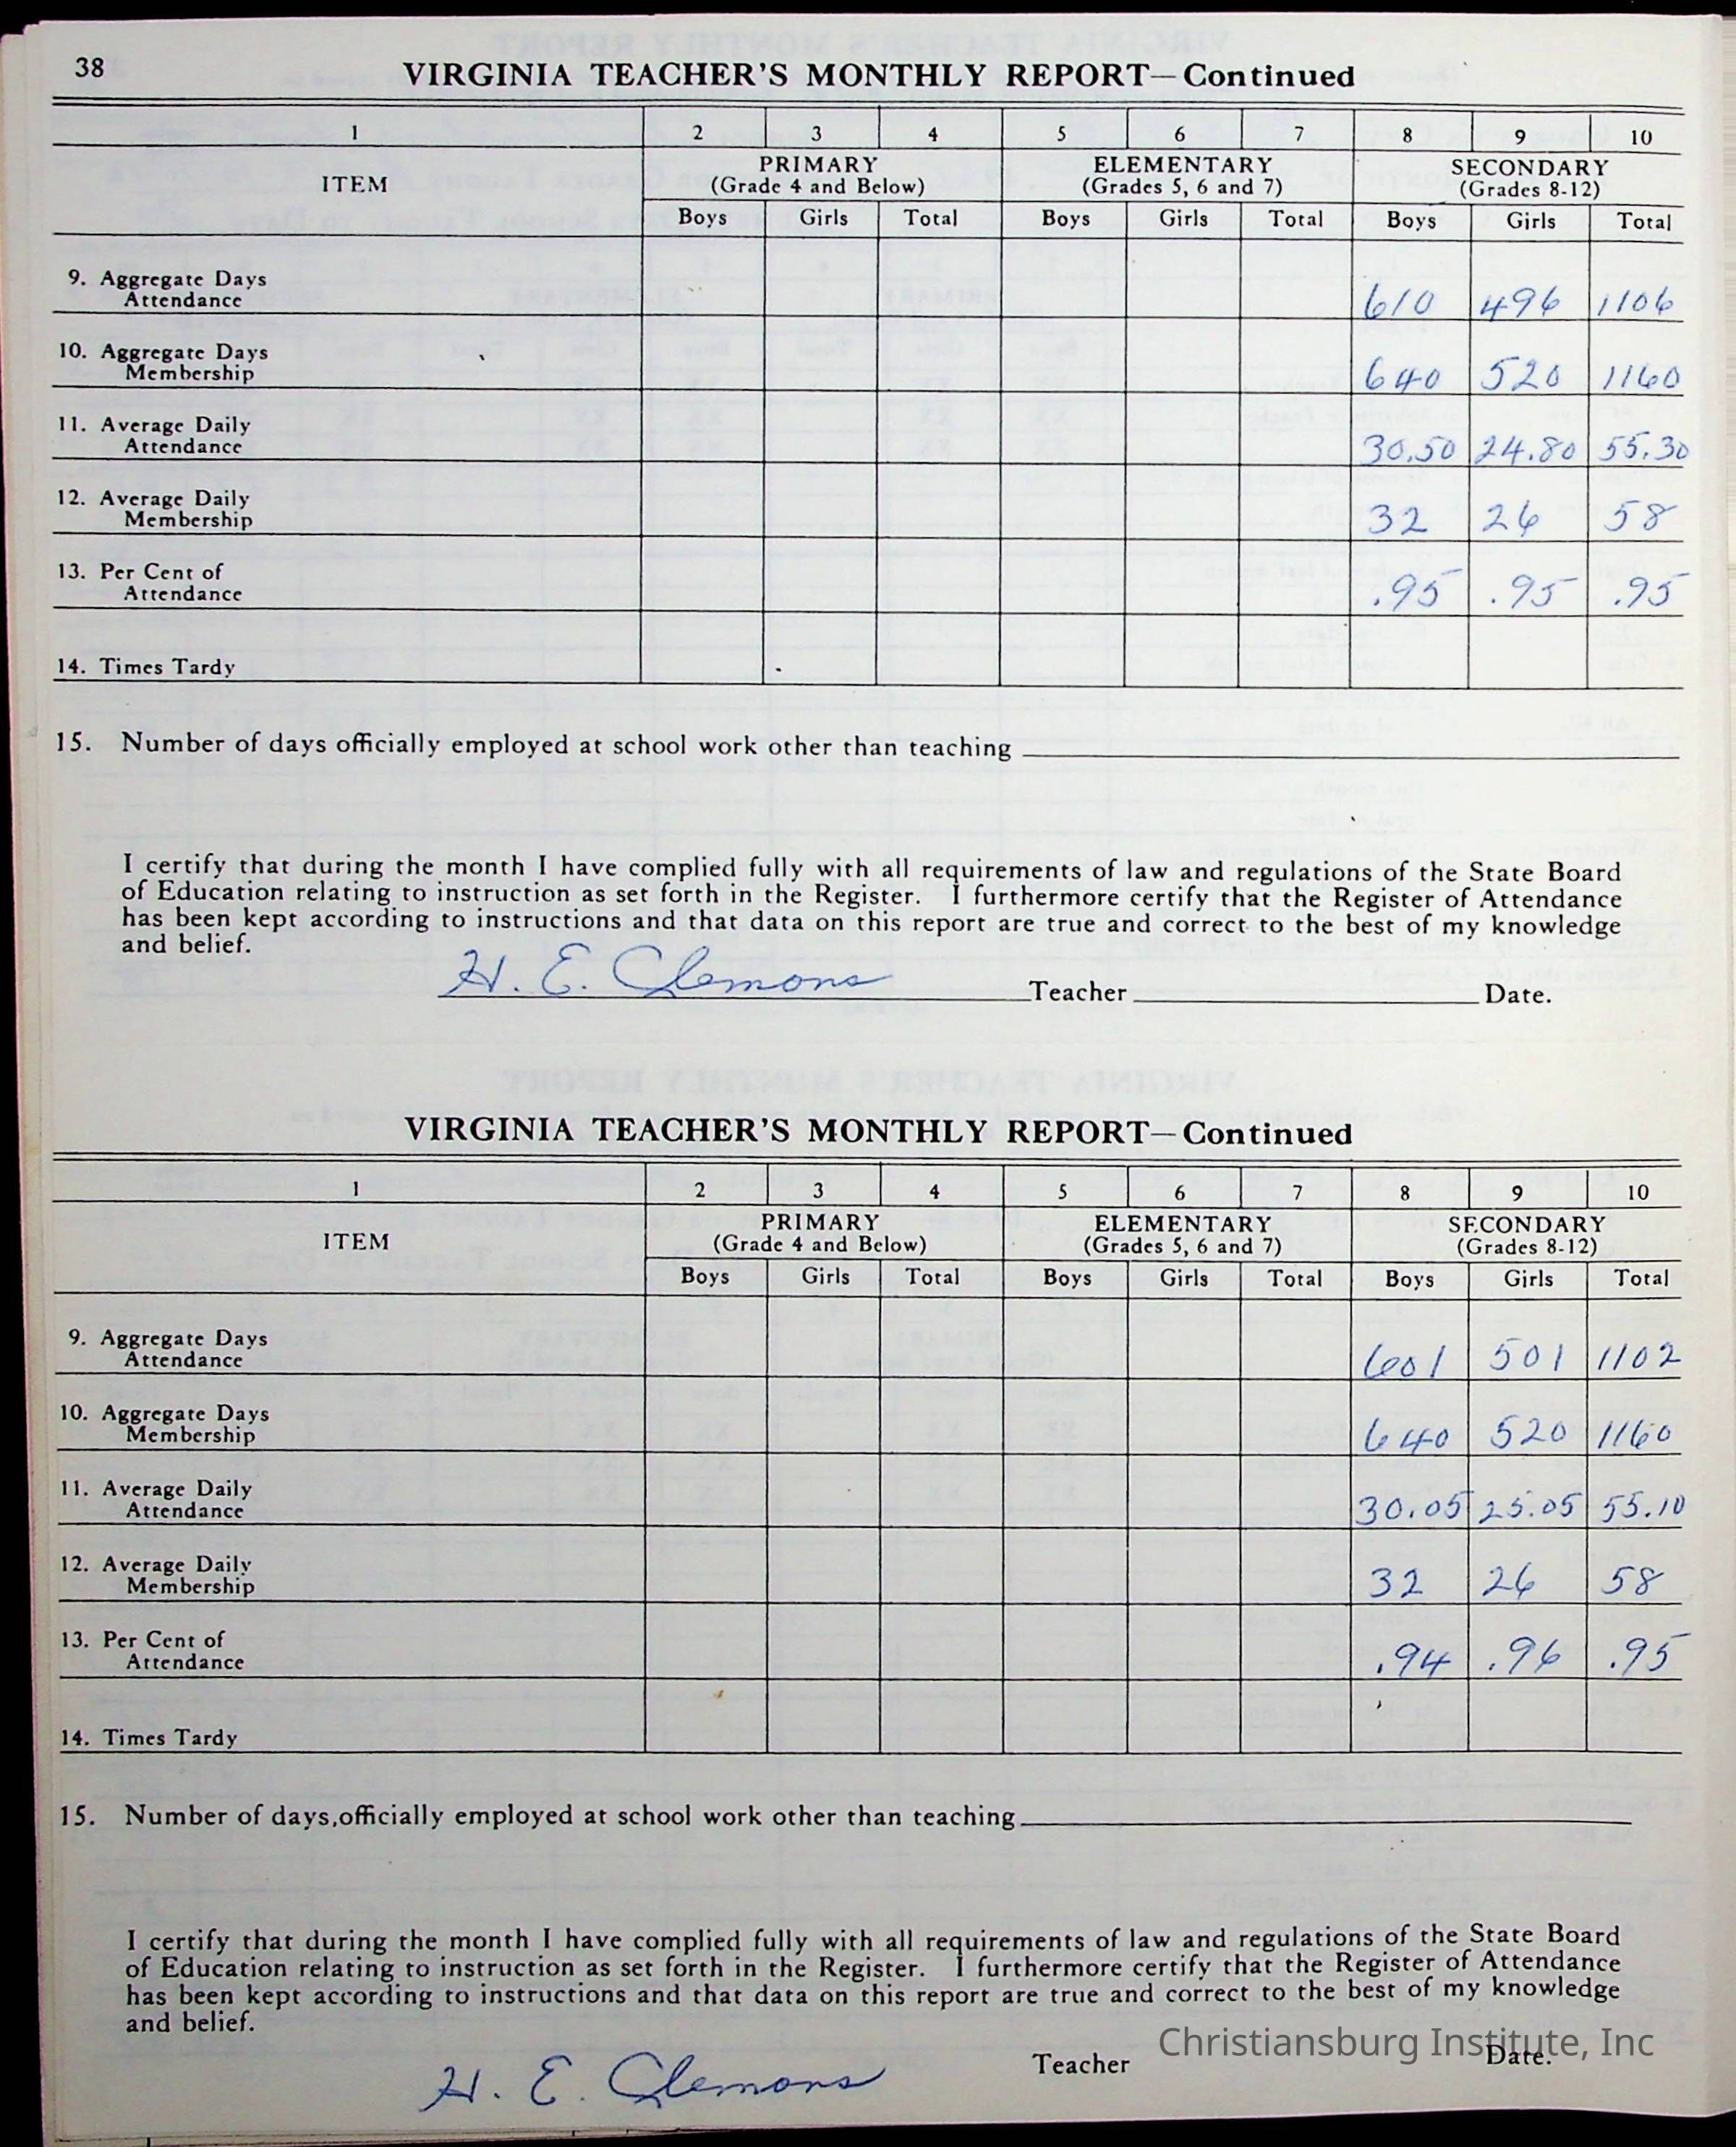 38
VIRGINIA TEACHER'S MONTHLY REPORT—Continued
1 2 3 4 5 6 7 8 9 10
ITEM PRIMARY ELEMENTARY SECONDARY
(Grade 4 and Below) (Grades 5, 6 and 7) (Grades 8-12)
Boys Girls Total Boys Girls Total Boys Girls Total
9. Aggregate Days
Attendance 610 496 1106
10. Aggregate Days
Membership 640 520 1160
11. Average Daily
Attendance 30.50 24.80 55.30
12. Average Daily
Membership 32 26 58
13. Per Cent of
Attendance .95 .95 .95
14. Times Tardy
15. Number of days officially employed at school work other than teaching
I certify that during the month I have complied fully with all requirements of law and regulations of the State Board
of Education relating to instruction as set forth in the Register. I furthermore certify that the Register of Attendance
has been kept according to instructions and that data on this report are true and correct to the best of my knowledge
and belief.
H. E. Clemons Teacher Date.
VIRGINIA TEACHER'S MONTHLY REPORT—Continued
1 2 3 4 5 6 7 8 9 10
ITEM PRIMARY ELEMENTARY SECONDARY
(Grade 4 and Below) (Grades 5, 6 and 7) (Grades 8-12)
Boys Girls Total Boys Girls Total Boys Girls Total
9. Aggregate Days
Attendance 601 501 1102
10. Aggregate Days
Membership 640 520 1160
11. Average Daily
Attendance 30.05 25.05 55.10
12. Average Daily
Membership 32 26 58
13. Per Cent of
Attendance .94 .96 .95
14. Times Tardy
15. Number of days officially employed at school work other than teaching
I certify that during the month I have complied fully with all requirements of law and regulations of the State Board
of Education relating to instruction as set forth in the Register. I furthermore certify that the Register of Attendance
has been kept according to instructions and that data on this report are true and correct to the best of my knowledge
and belief.
Christiansburg Institute, Inc
H. E. Clemons Teacher Date.